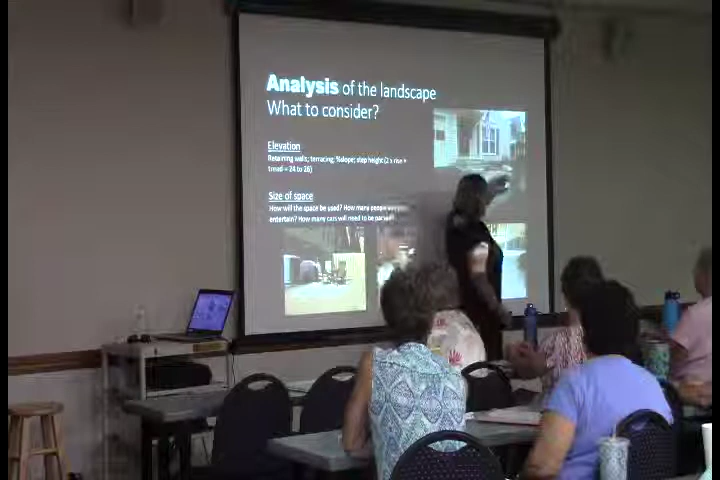 Analysis of the landscape
What to consider?
Elevation
Retaining walls; terracing; %slope; step height (2 x rise +
tread = 24 to 26)
Size of space
How will the space be used? How many people
entertain? How many cars will need to be